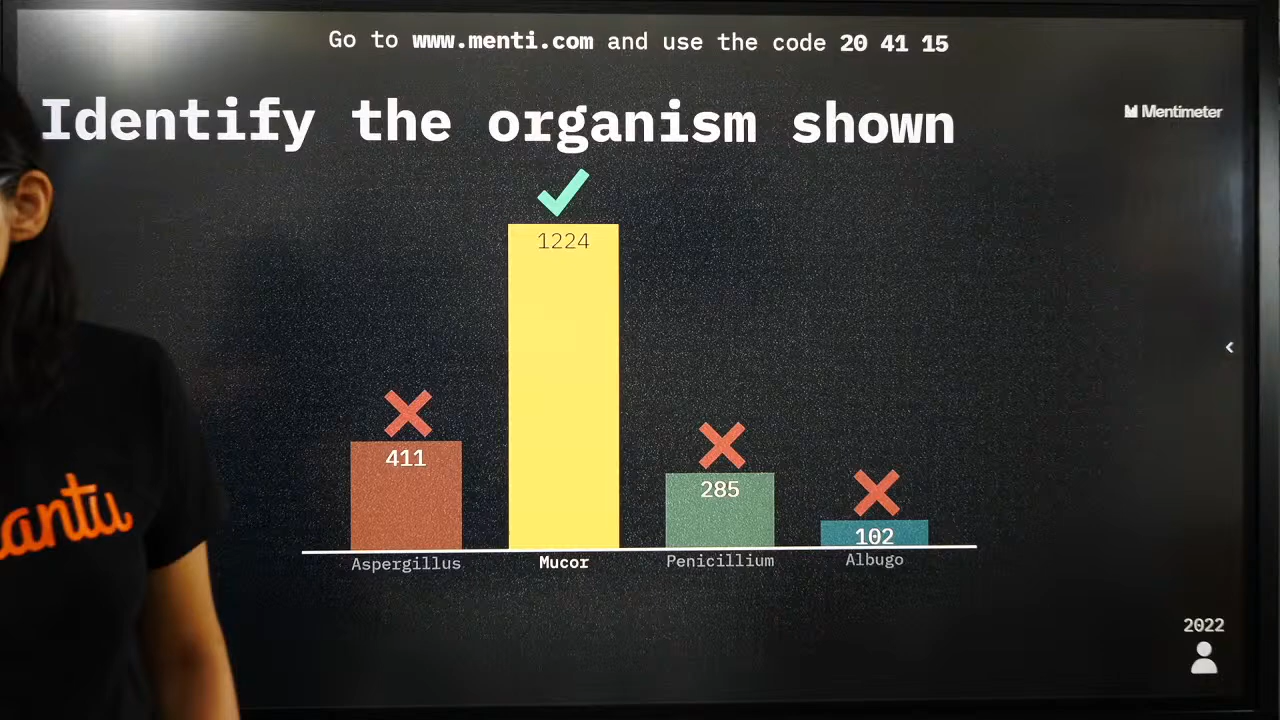 Go to www.menti.com and use the code 20 41 15
Identify the organism shown
Mentimeter
1224
411
285
102
Aspergillus Mucor Penicillium Albugo
antu
2022